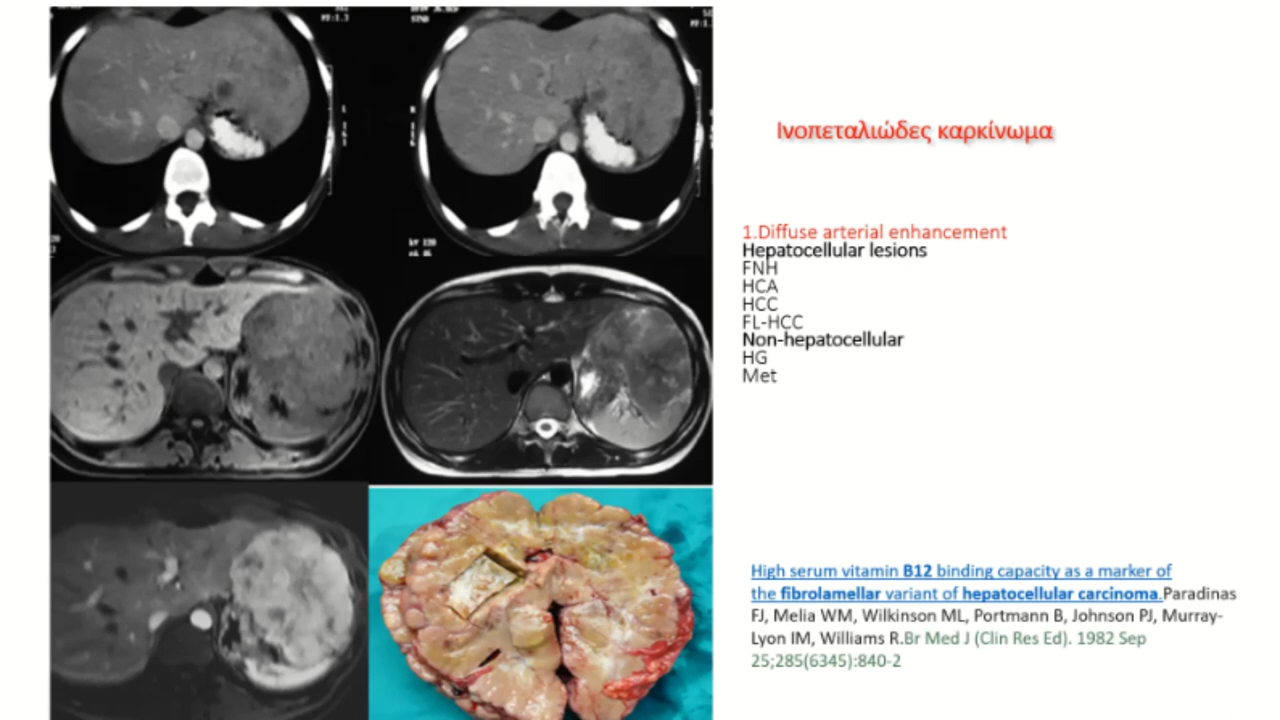 Ινοπεταλιώδες καρκίνωμα
1.Diffuse arterial enhancement
Hepatocellular lesions
FNH
HCA
HCC
FL-HCC
Non-hepatocellular
HG
Met
High serum vitamin B12 binding capacity as a marker of
the fibrolamellar variant of hepatocellular carcinoma.Paradinas
FJ, Melia WM, Wilkinson ML, Portmann B, Johnson PJ, Murray-
Lyon IM, Williams R.Br Med J (Clin Res Ed). 1982 Sep
25;285(6345):840-2